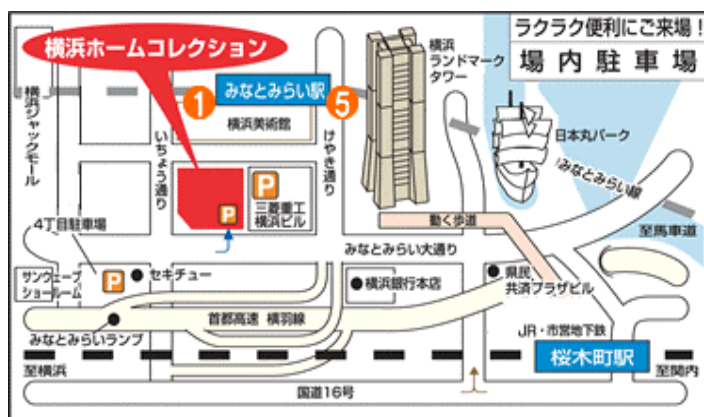 ラクラク便利にご来場！
場内駐車場
横浜ホームコレクション
横浜
ランドマーク
タワー
みなとみらい駅
1
5
横浜美術館
日本丸パーク
みなとみらい線
横浜ジャックモール
いちょう通り
けやき通り
P
三菱重工
横浜ビル
P
動く歩道
至馬車道
4丁目駐車場
みなとみらい大通り
サンウェーブ
ショールーム
P
セキチュー
横浜銀行本店
県民
共済プラザビル
首都高速 横羽線
みなとみらいランプ
JR・市営地下鉄
桜木町駅
至横浜
至関内
国道16号